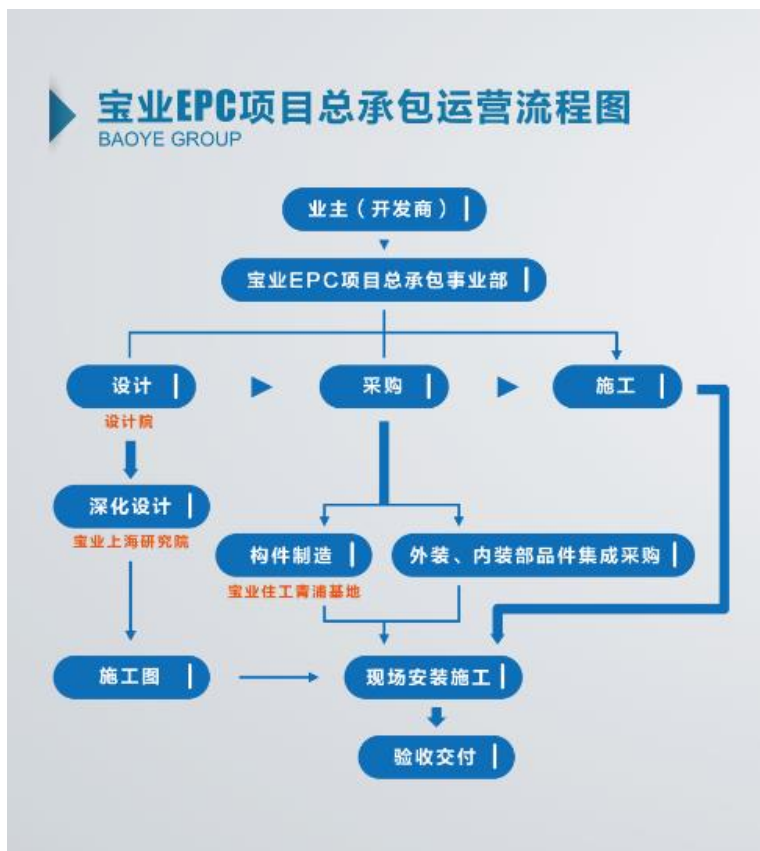 宝业EPC项目总承包运营流程图
BAOYE GROUP
业主（开发商）
宝业EPC项目总承包事业部
设计
采购
施工
设计院
深化设计
宝业上海研究院
构件制造
外装、内装部品件集成采购
宝业住工青浦基地
施工图
现场安装施工
验收交付